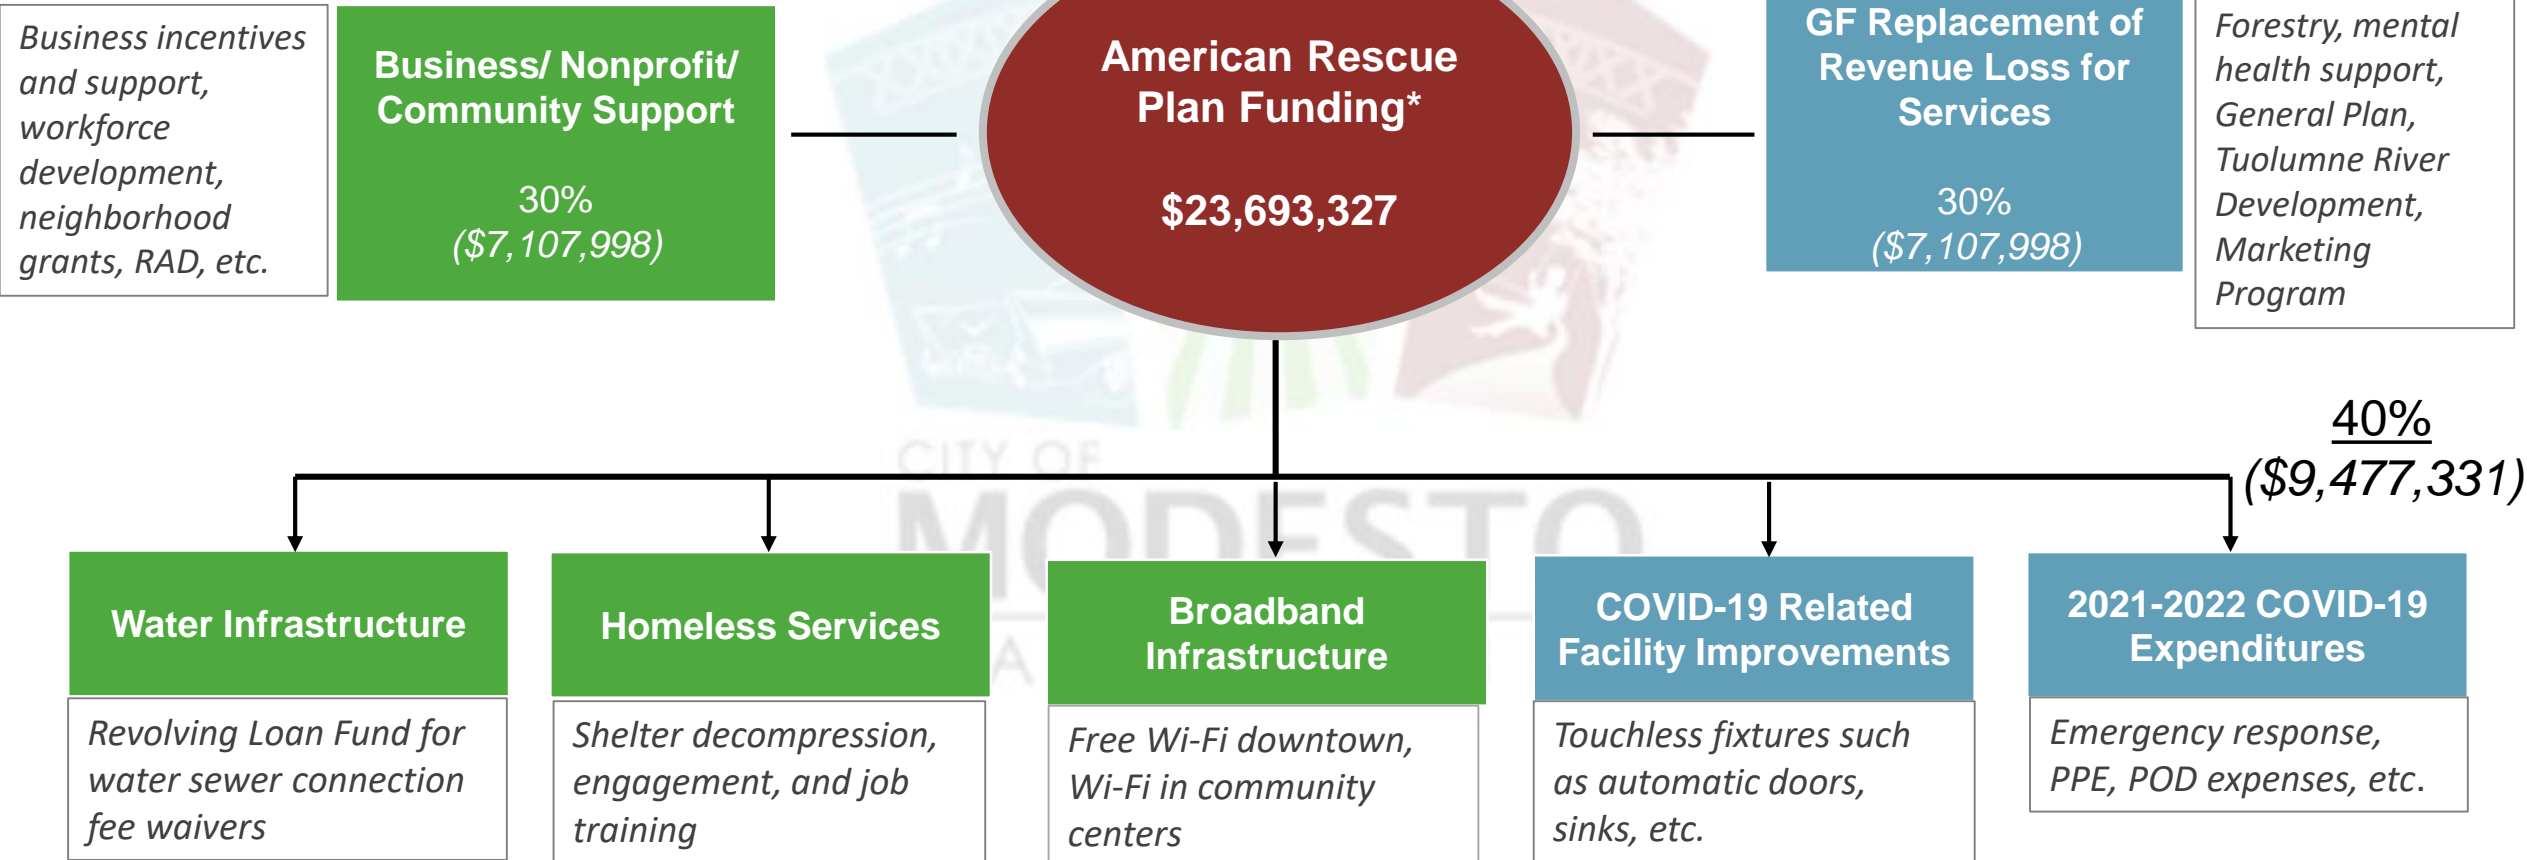 Business incentives
and support,
workforce
development,
neighborhood
grants, RAD, etc.
Business/ Nonprofit/
Community Support
30%
($7,107,998)
American Rescue
Plan Funding*
$23,693,327
GF Replacement of
Revenue Loss for
Services
30%
($7,107,998)
Forestry, mental
health support,
General Plan,
Tuolumne River
Development,
Marketing
Program
40%
($9,477,331)
CITY OF
MODESTO
Water Infrastructure
Revolving Loan Fund for
water sewer connection
fee waivers
Homeless Services
Shelter decompression,
engagement, and job
training
Broadband
Infrastructure
Free Wi-Fi downtown,
Wi-Fi in community
centers
COVID-19 Related
Facility Improvements
Touchless fixtures such
as automatic doors,
sinks, etc.
2021-2022 COVID-19
Expenditures
Emergency response,
PPE, POD expenses, etc.